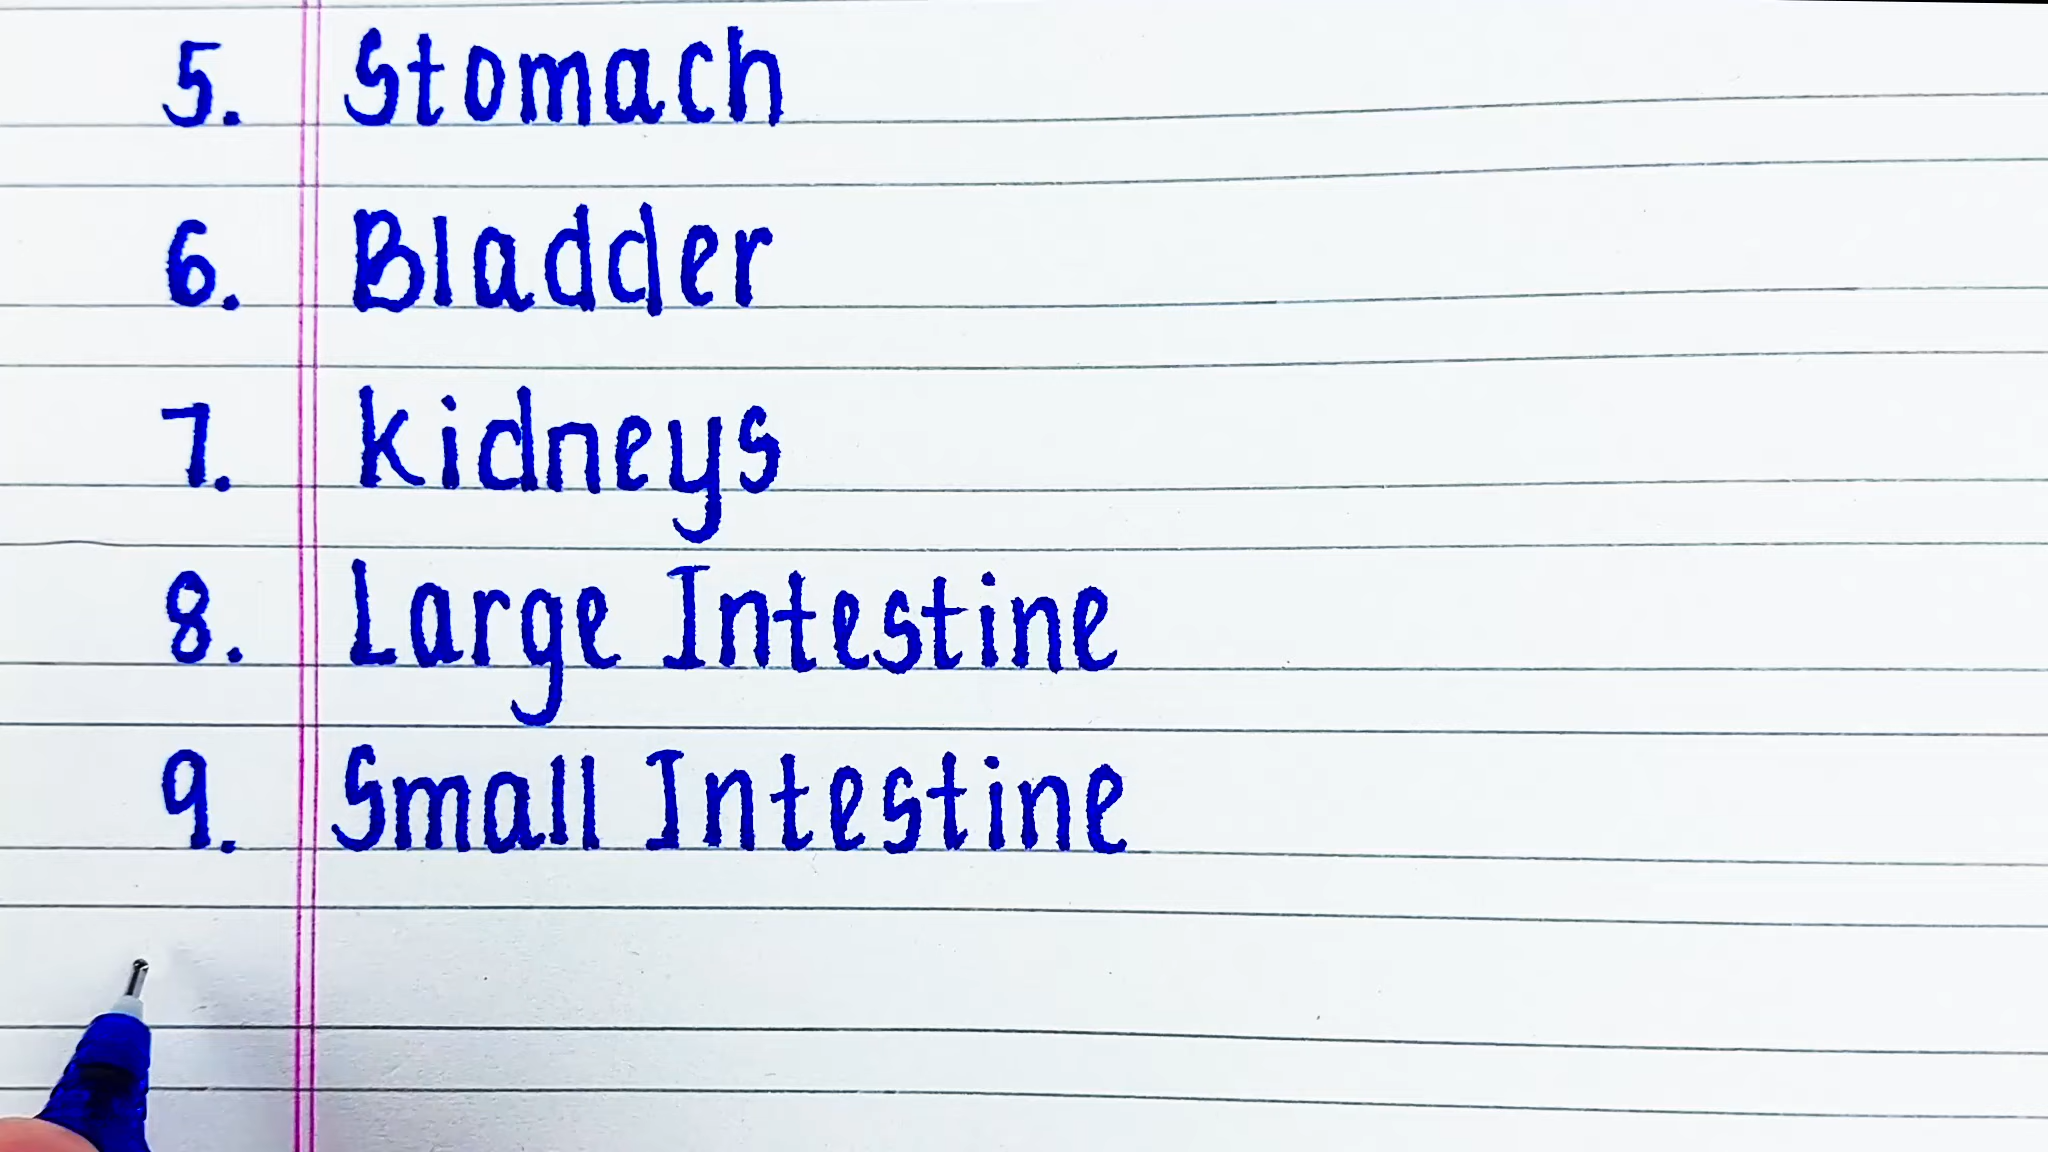 5. Stomach
6. Bladder
7. Kidneys
8. Large Intestine
9. Small Intestine